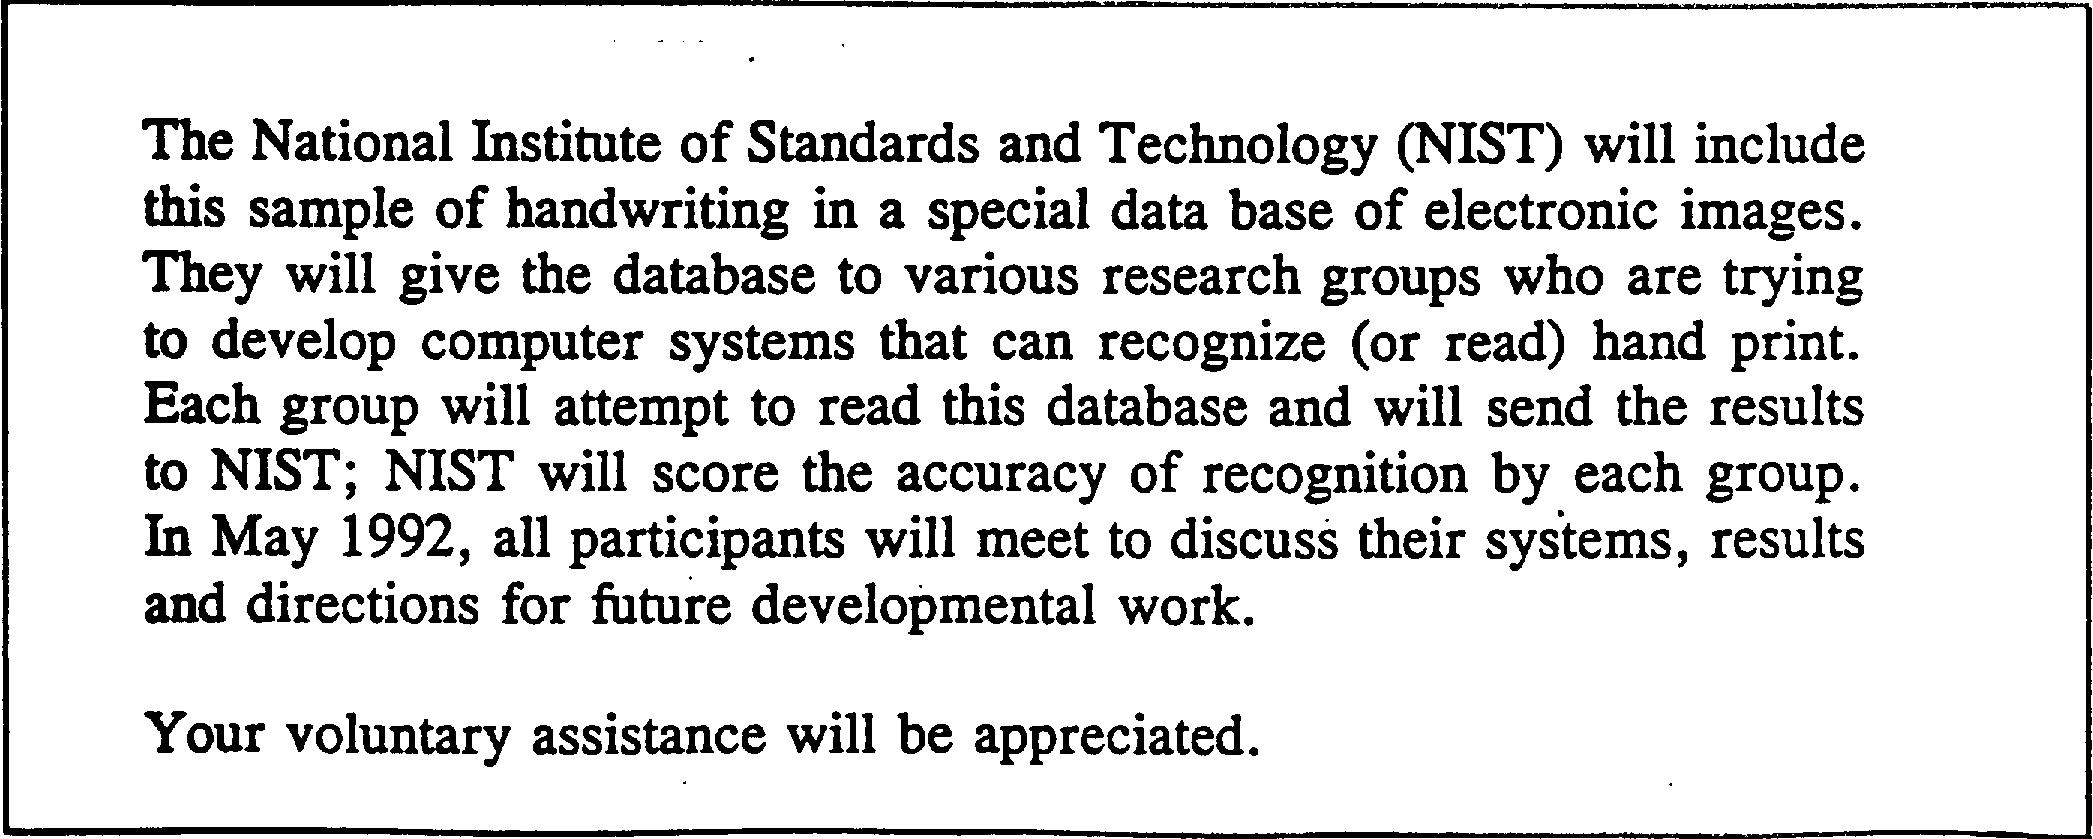 The National Institute of Standards and Technology (NIST) will include
this sample of handwriting in a special data base of electronic images.
They will give the database to various research groups who are trying
to develop computer systems that can recognize (or read) hand print.
Each group will attempt to read this database and will send the results
to NIST; NIST will score the accuracy of recognition by each group.
In May 1992, all participants will meet to discuss their systems, results
and directions for future developmental work.
Your voluntary assistance will be appreciated.